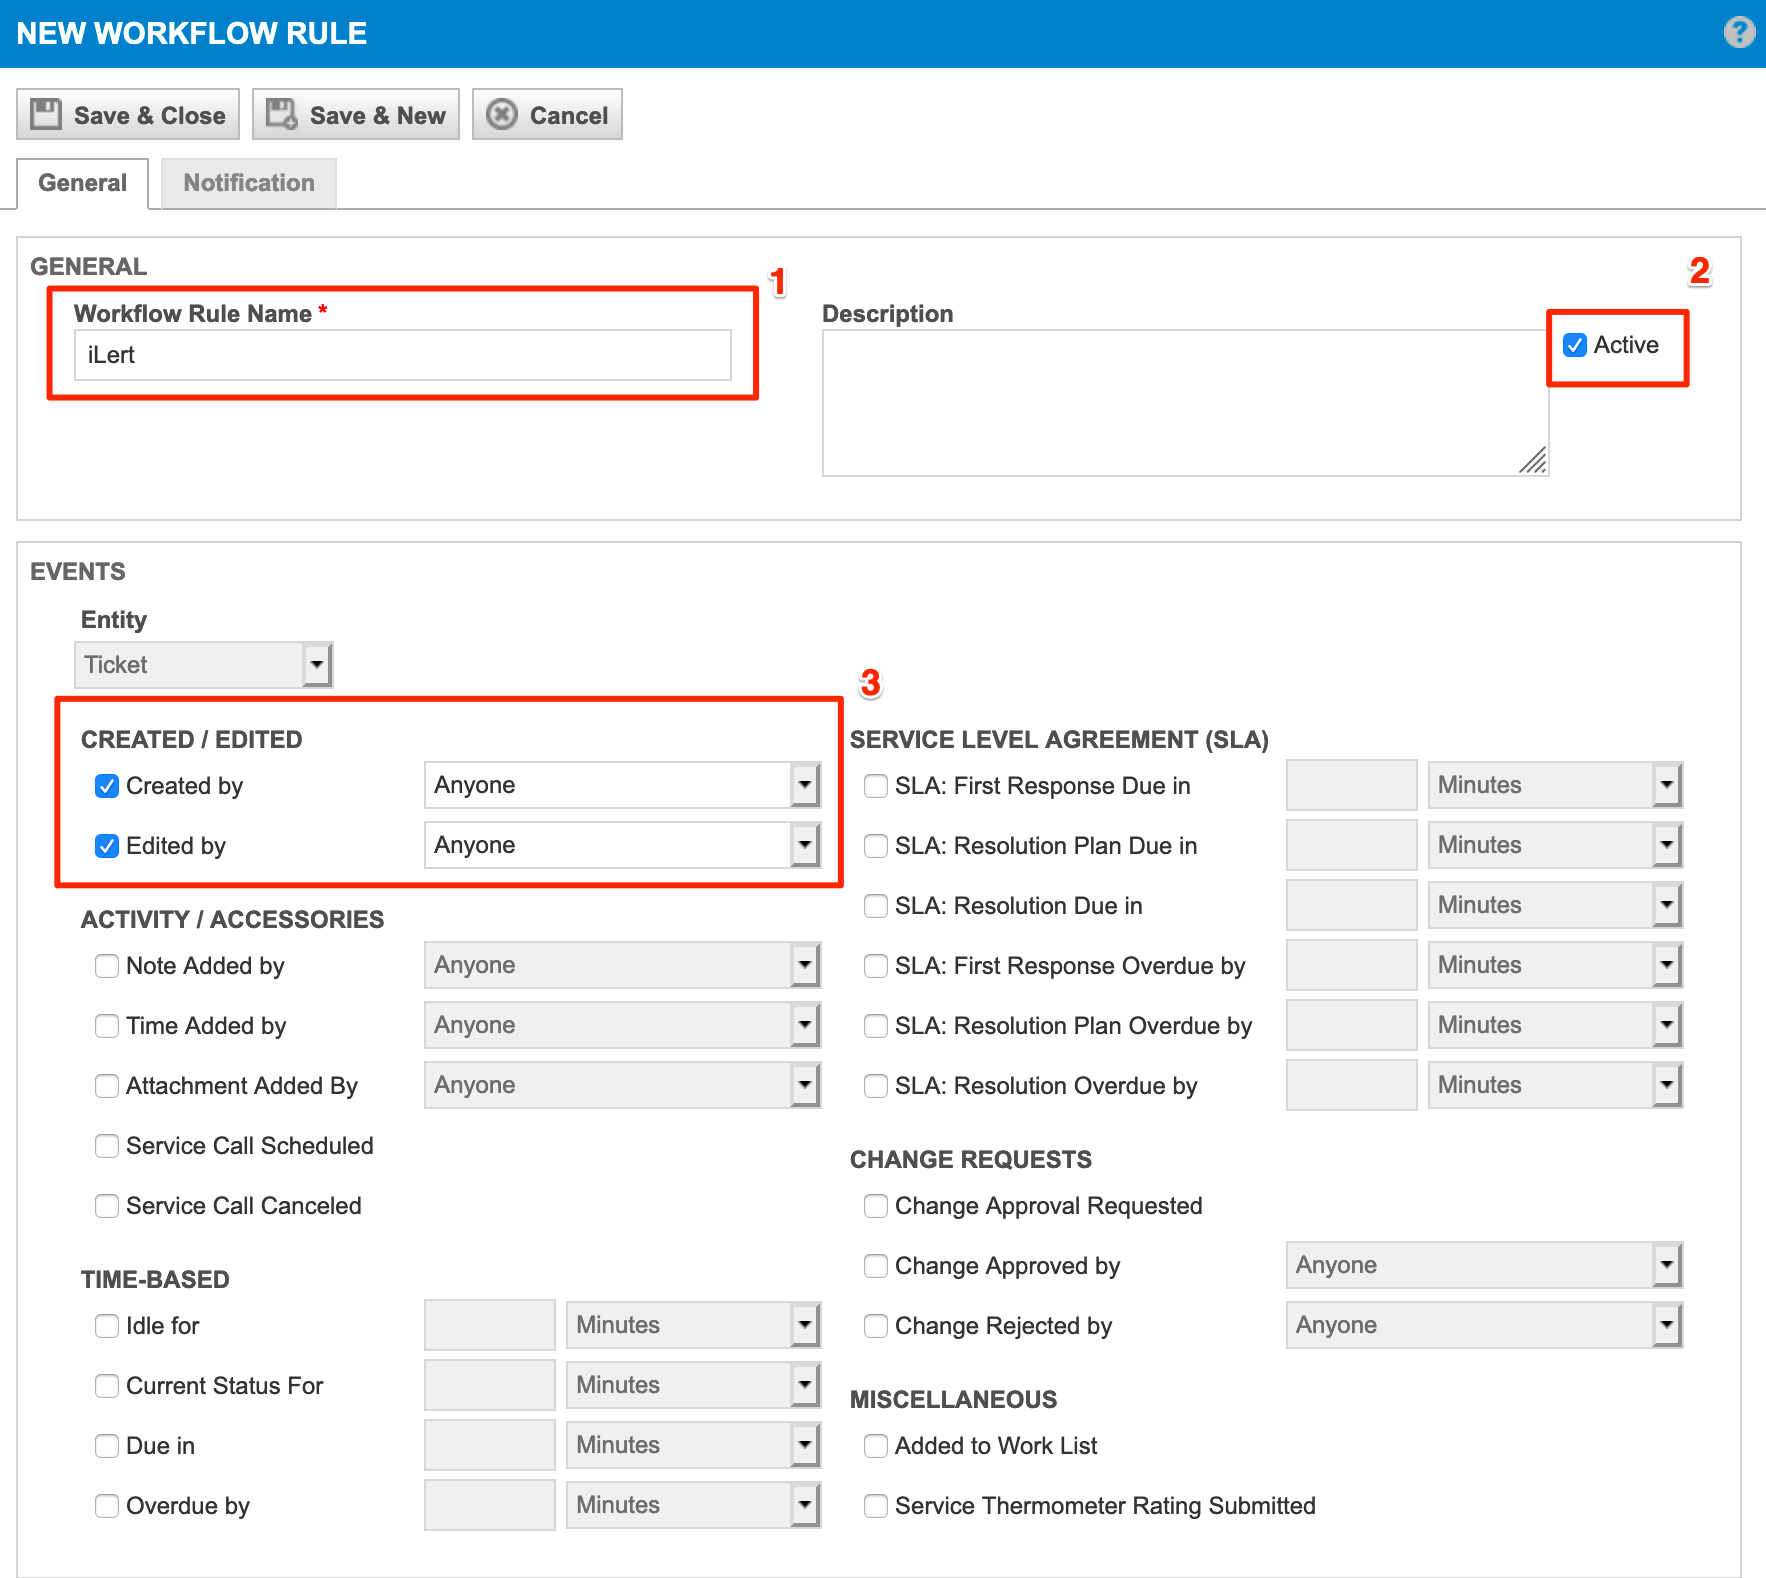 NEW WORKFLOW RULE ?
Save & Close Save & New Cancel
General Notification
GENERAL
1
2
Workflow Rule Name *
Description
iLert
Active
EVENTS
Entity
Ticket
3
CREATED / EDITED
Created by Anyone
Edited by Anyone
ACTIVITY / ACCESSORIES
Note Added by Anyone
Time Added by Anyone
Attachment Added By Anyone
Service Call Scheduled
Service Call Canceled
TIME-BASED
Idle for Minutes
Current Status For Minutes
Due in Minutes
Overdue by Minutes
SERVICE LEVEL AGREEMENT (SLA)
SLA: First Response Due in Minutes
SLA: Resolution Plan Due in Minutes
SLA: Resolution Due in Minutes
SLA: First Response Overdue by Minutes
SLA: Resolution Plan Overdue by Minutes
SLA: Resolution Overdue by Minutes
CHANGE REQUESTS
Change Approval Requested
Change Approved by Anyone
Change Rejected by Anyone
MISCELLANEOUS
Added to Work List
Service Thermometer Rating Submitted